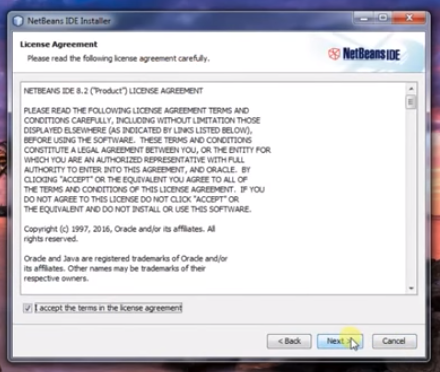 NetBeans IDE Installer
License Agreement
Please read the following license agreement carefully.
NetBeans IDE
NETBEANS IDE 8.2 ("Product") LICENSE AGREEMENT
PLEASE READ THE FOLLOWING LICENSE AGREEMENT TERMS AND
CONDITIONS CAREFULLY, INCLUDING WITHOUT LIMITATION THOSE
DISPLAYED ELSEWHERE (AS INDICATED BY LINKS LISTED BELOW),
BEFORE USING THE SOFTWARE. THESE TERMS AND CONDITIONS
CONSTITUTE A LEGAL AGREEMENT BETWEEN YOU, OR THE ENTITY FOR
WHICH YOU ARE AN AUTHORIZED REPRESENTATIVE WITH FULL
AUTHORITY TO ENTER INTO THIS AGREEMENT, AND ORACLE. BY
CLICKING "ACCEPT" OR THE EQUIVALENT YOU AGREE TO ALL OF
THE TERMS AND CONDITIONS OF THIS LICENSE AGREEMENT. IF YOU
DO NOT AGREE TO THIS LICENSE DO NOT CLICK "ACCEPT" OR
THE EQUIVALENT AND DO NOT INSTALL OR USE THIS SOFTWARE.
Copyright (c) 1997, 2016, Oracle and/or its affiliates. All
rights reserved.
Oracle and Java are registered trademarks of Oracle and/or
its affiliates. Other names may be trademarks of their
respective owners.
I accept the terms in the license agreement
< Back Next > Cancel